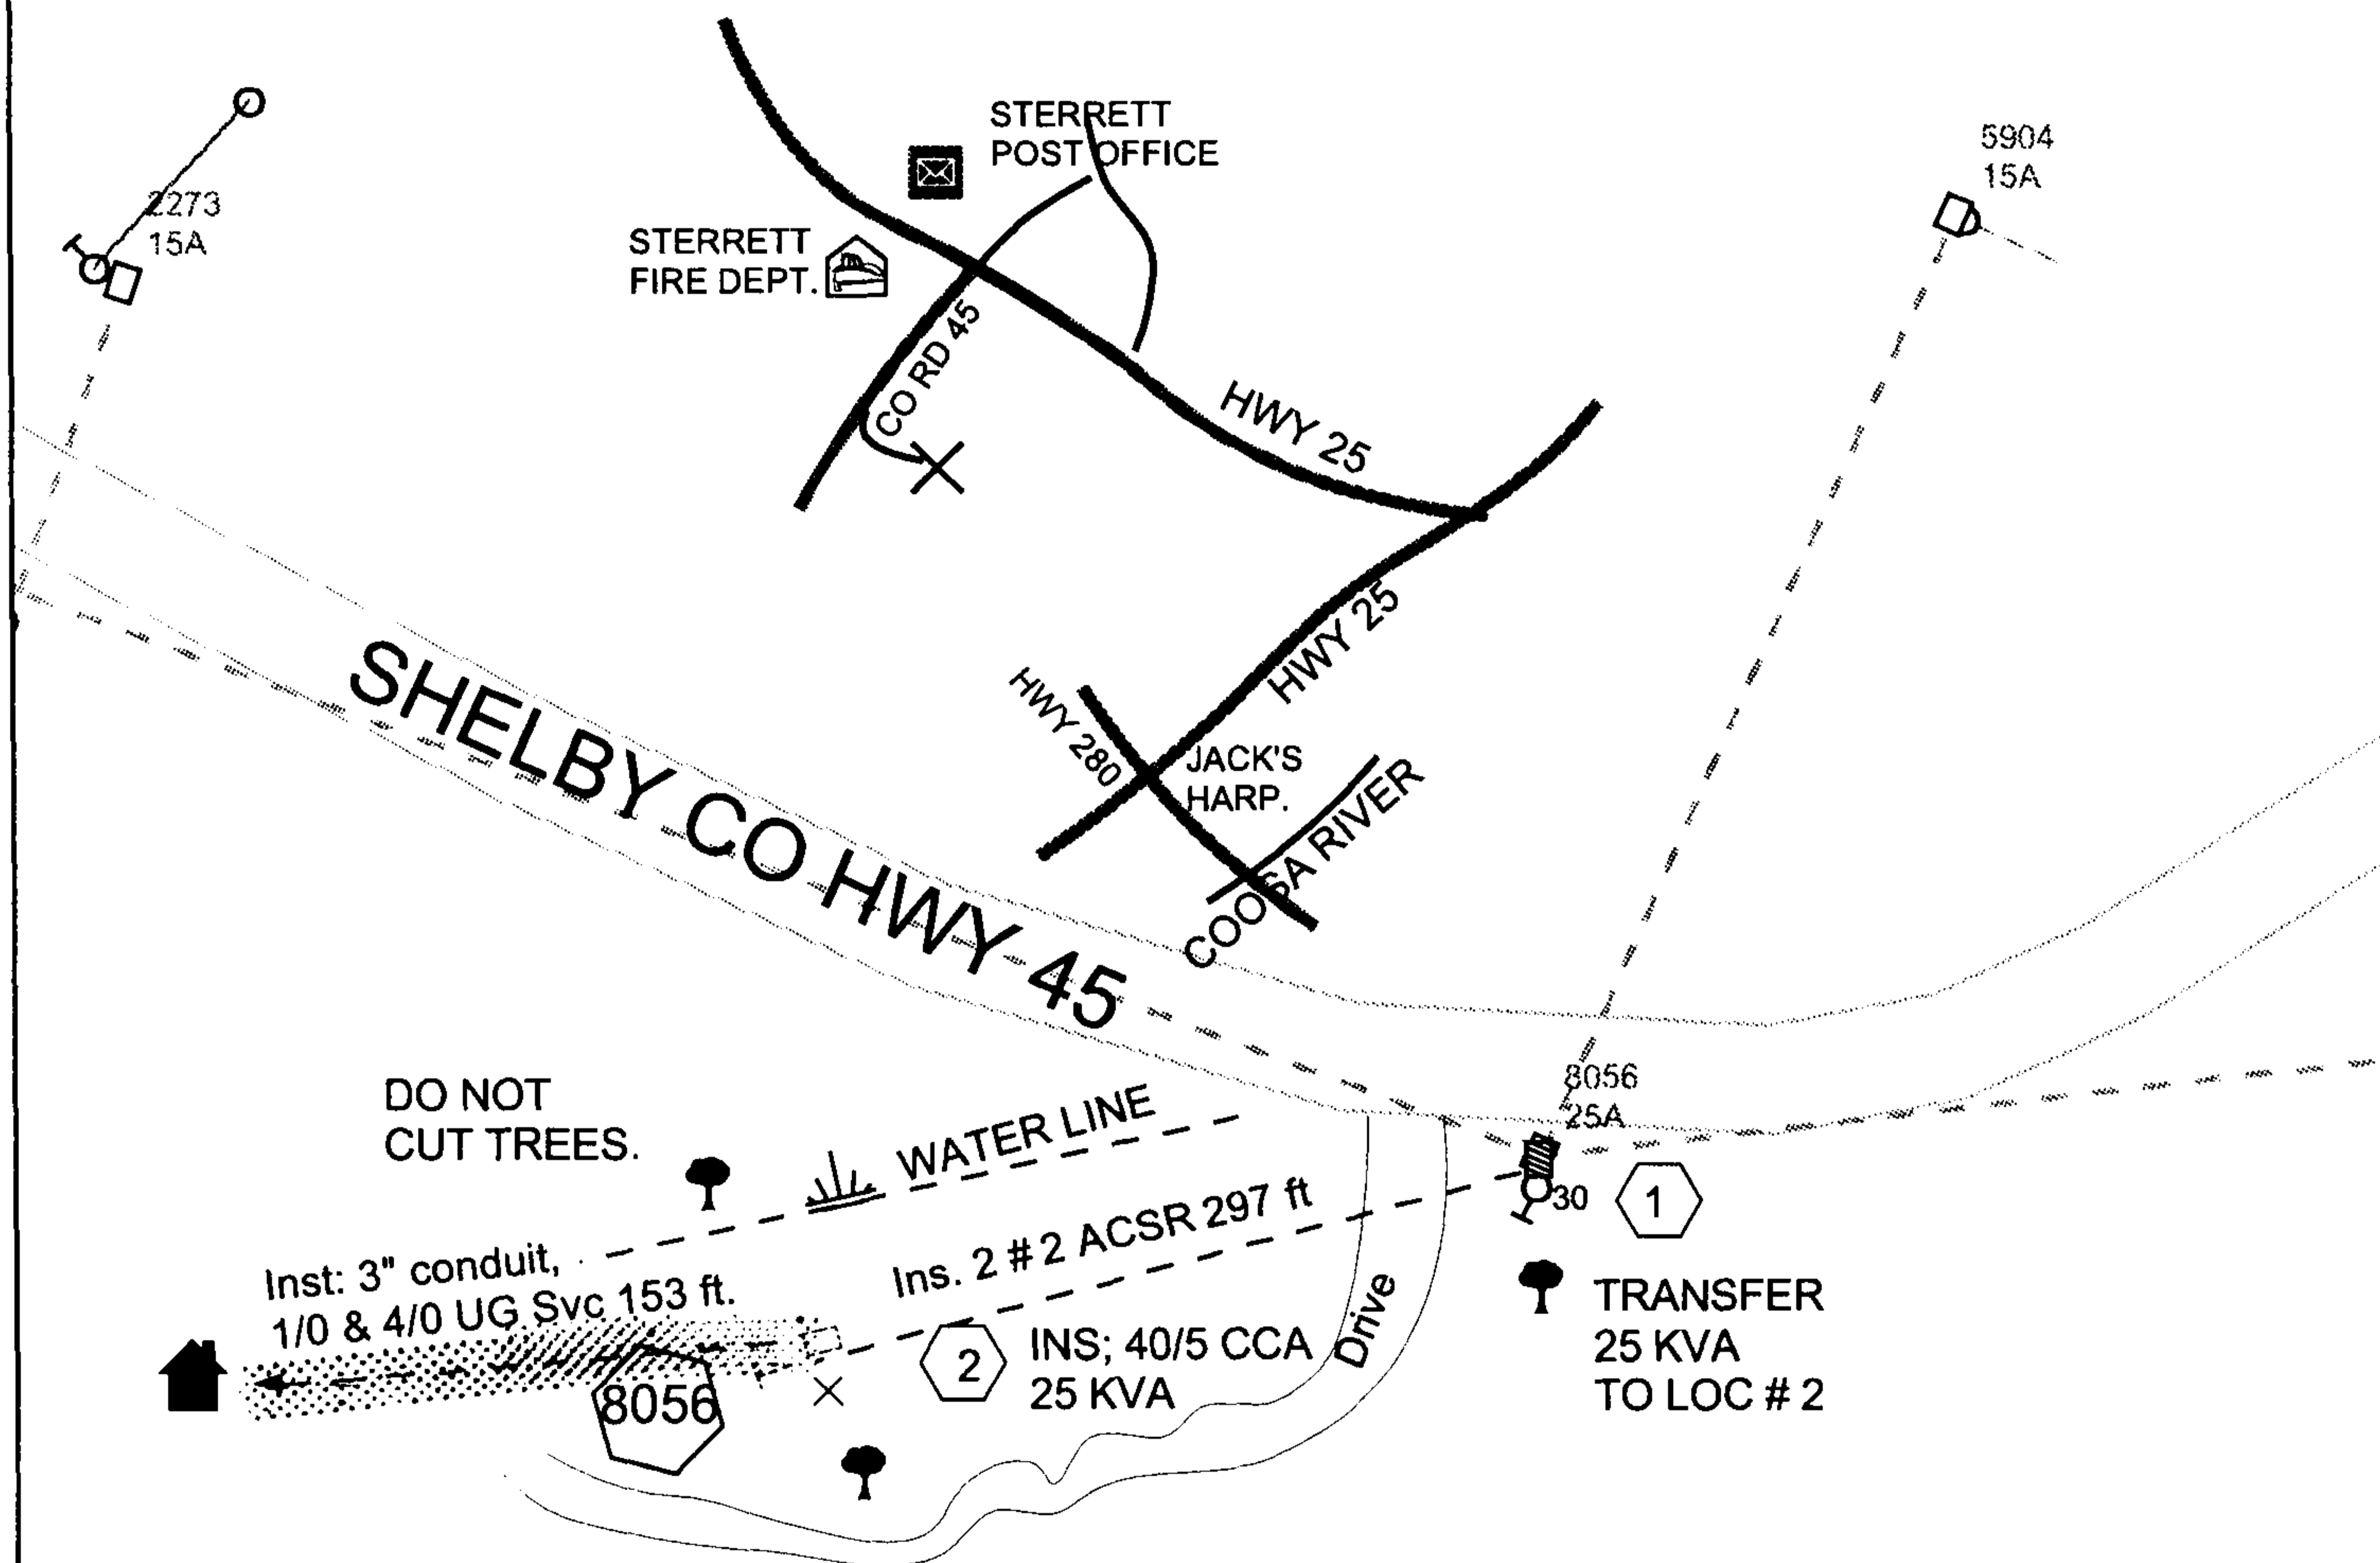 STERRETT
POST OFFICE
5904
15A
2273
15A
STERRETT
FIRE DEPT.
CO RD 45
HWY 25
HWY 25
HWY 280
JACK'S
HARP.
COOSA RIVER
SHELBY CO HWY 45
8056
25A
DO NOT
CUT TREES.
WATER LINE
30
1
Ins. 2 # 2 ACSR 297 ft
Inst: 3" conduit,
1/0 & 4/0 UG Svc 153 ft.
Drive
TRANSFER
25 KVA
TO LOC # 2
2
INS; 40/5 CCA
25 KVA
8056